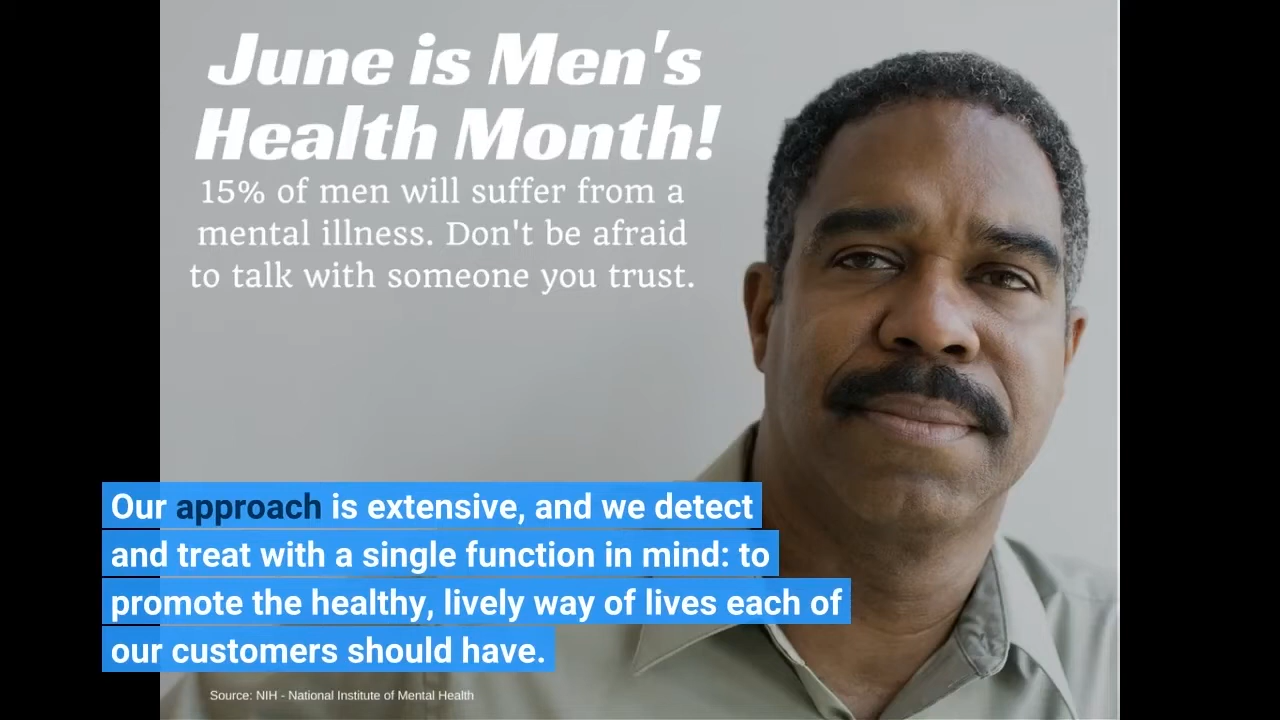 June is Men's
Health Month!
15% of men will suffer from a
mental illness. Don't be afraid
to talk with someone you trust.
Our approach is extensive, and we detect
and treat with a single function in mind: to
promote the healthy, lively way of lives each of
our customers should have.
Source: NIH - National Institute of Mental Health